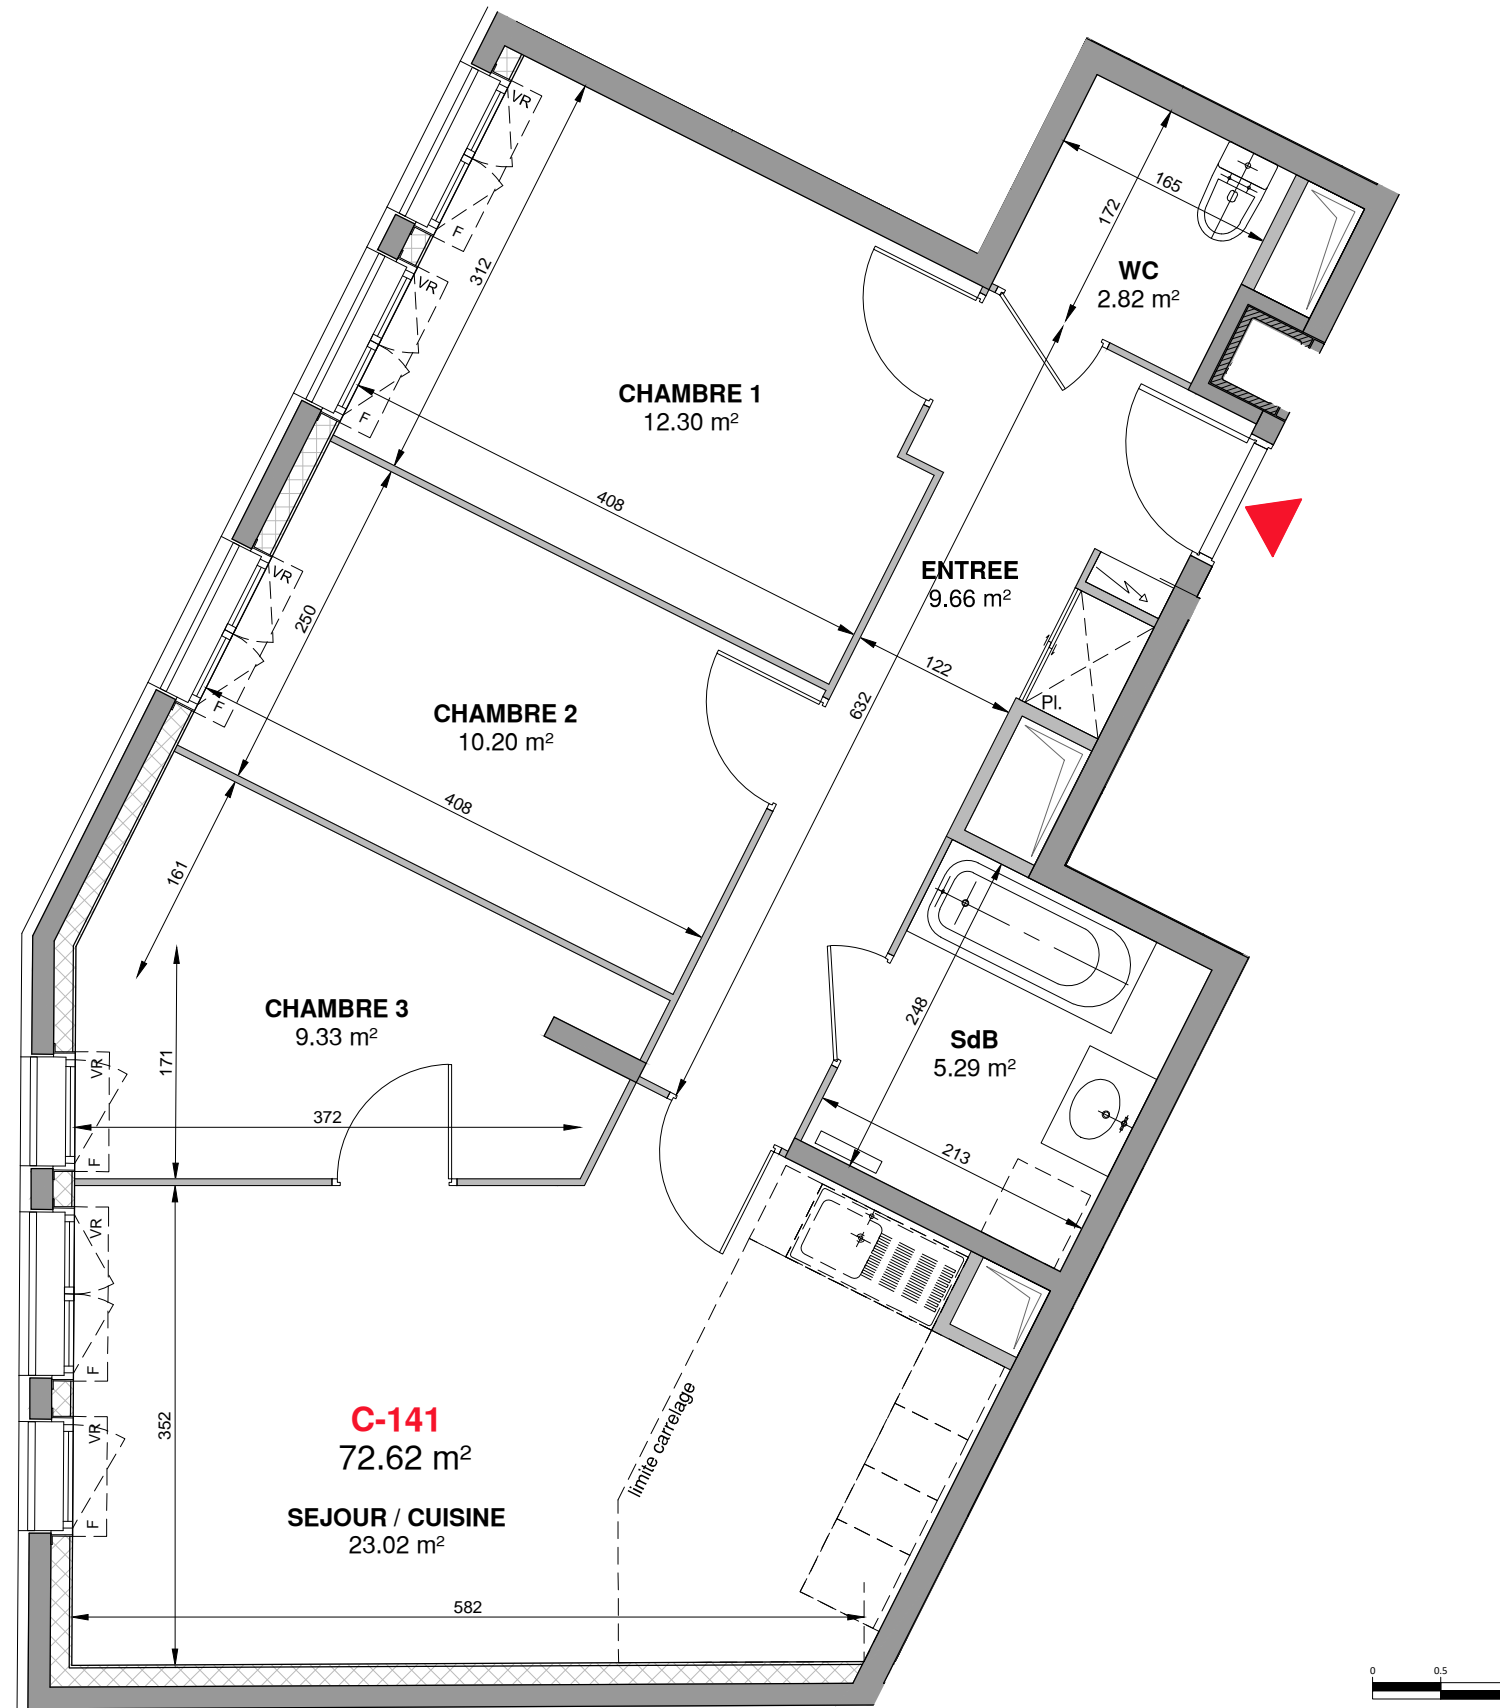 VR
F
VR
F
312
165
172
WC
2.82 m²
CHAMBRE 1
12.30 m²
408
ENTREE
9.66 m²
VR
F
250
122
632
Pl.
CHAMBRE 2
10.20 m²
408
161
CHAMBRE 3
9.33 m²
248
SdB
5.29 m²
171
VR
F
372
213
VR
F
352
C-141
72.62 m²
limite carrelage
VR
F
SEJOUR / CUISINE
23.02 m²
582
0 0.5